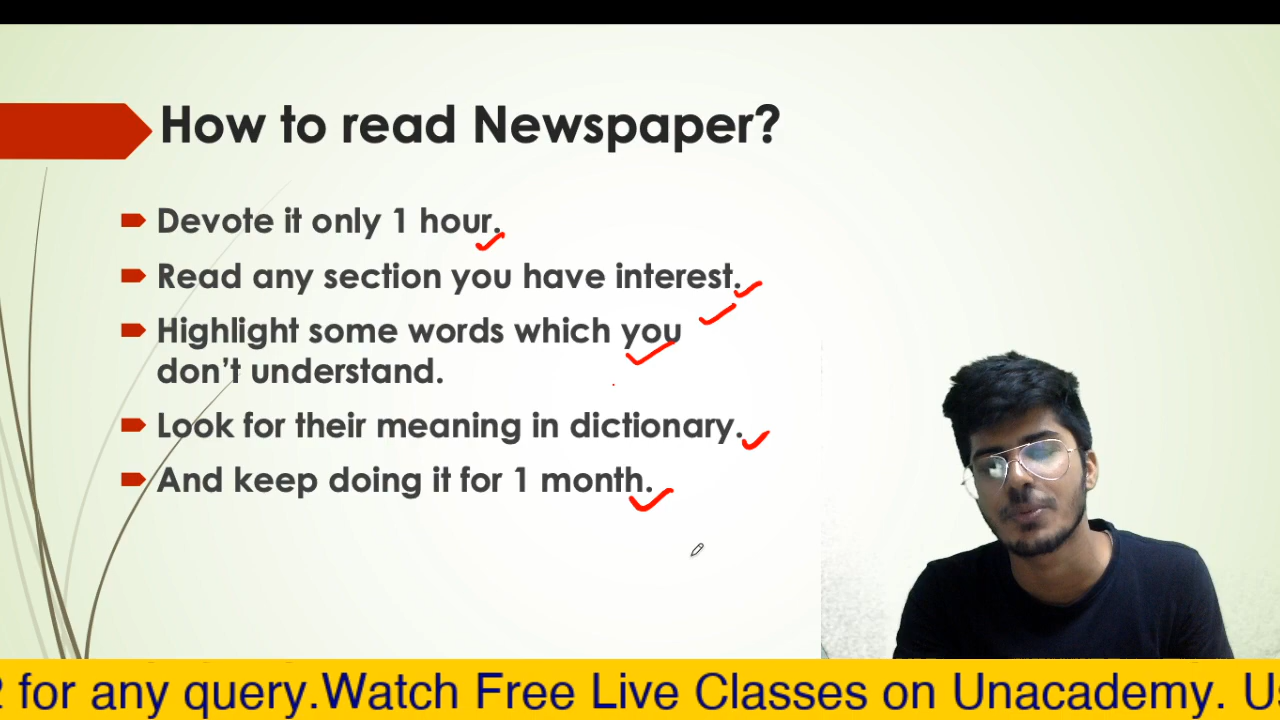 How to read Newspaper?
Devote it only 1 hour.
Read any section you have interest.
Highlight some words which you
don't understand.
Look for their meaning in dictionary.
And keep doing it for 1 month.
for any query.Watch Free Live Classes on Unacademy.